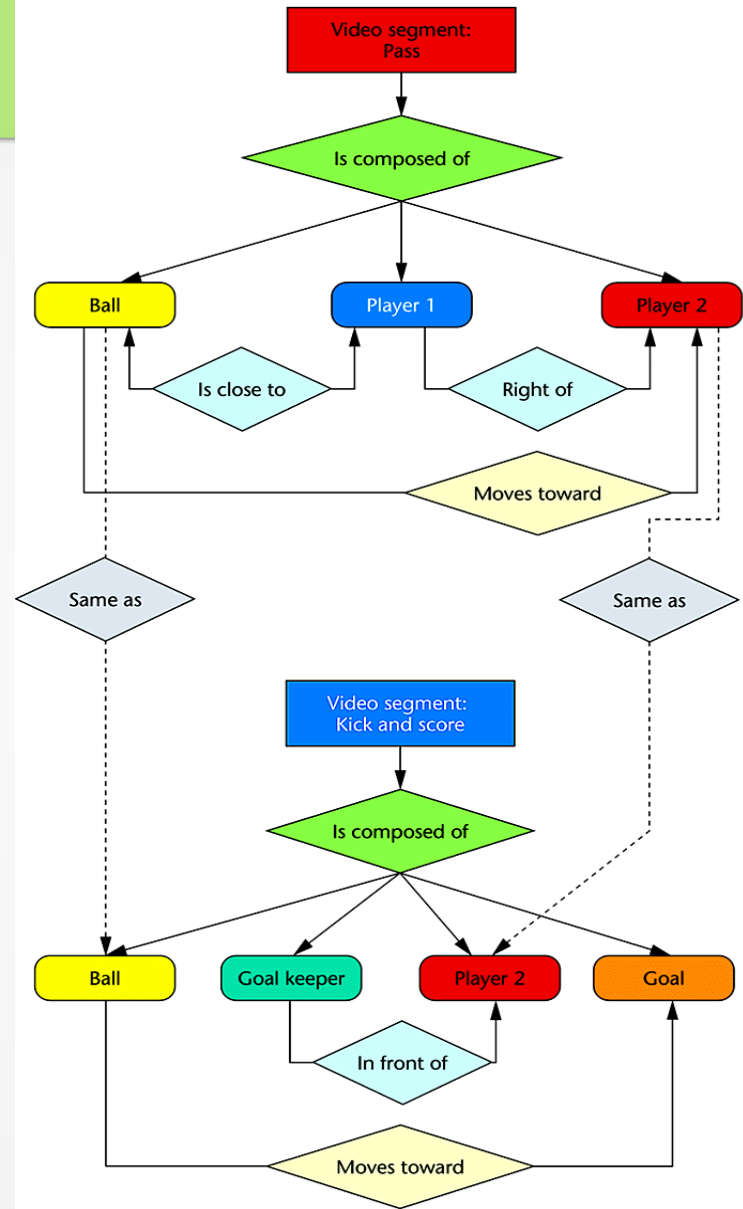 Video segment:
Pass
Is composed of
Ball
Player 1
Player 2
Is close to
Right of
Moves toward
Same as
Same as
Video segment:
Kick and score
Is composed of
Ball
Goal keeper
Player 2
Goal
In front of
Moves toward